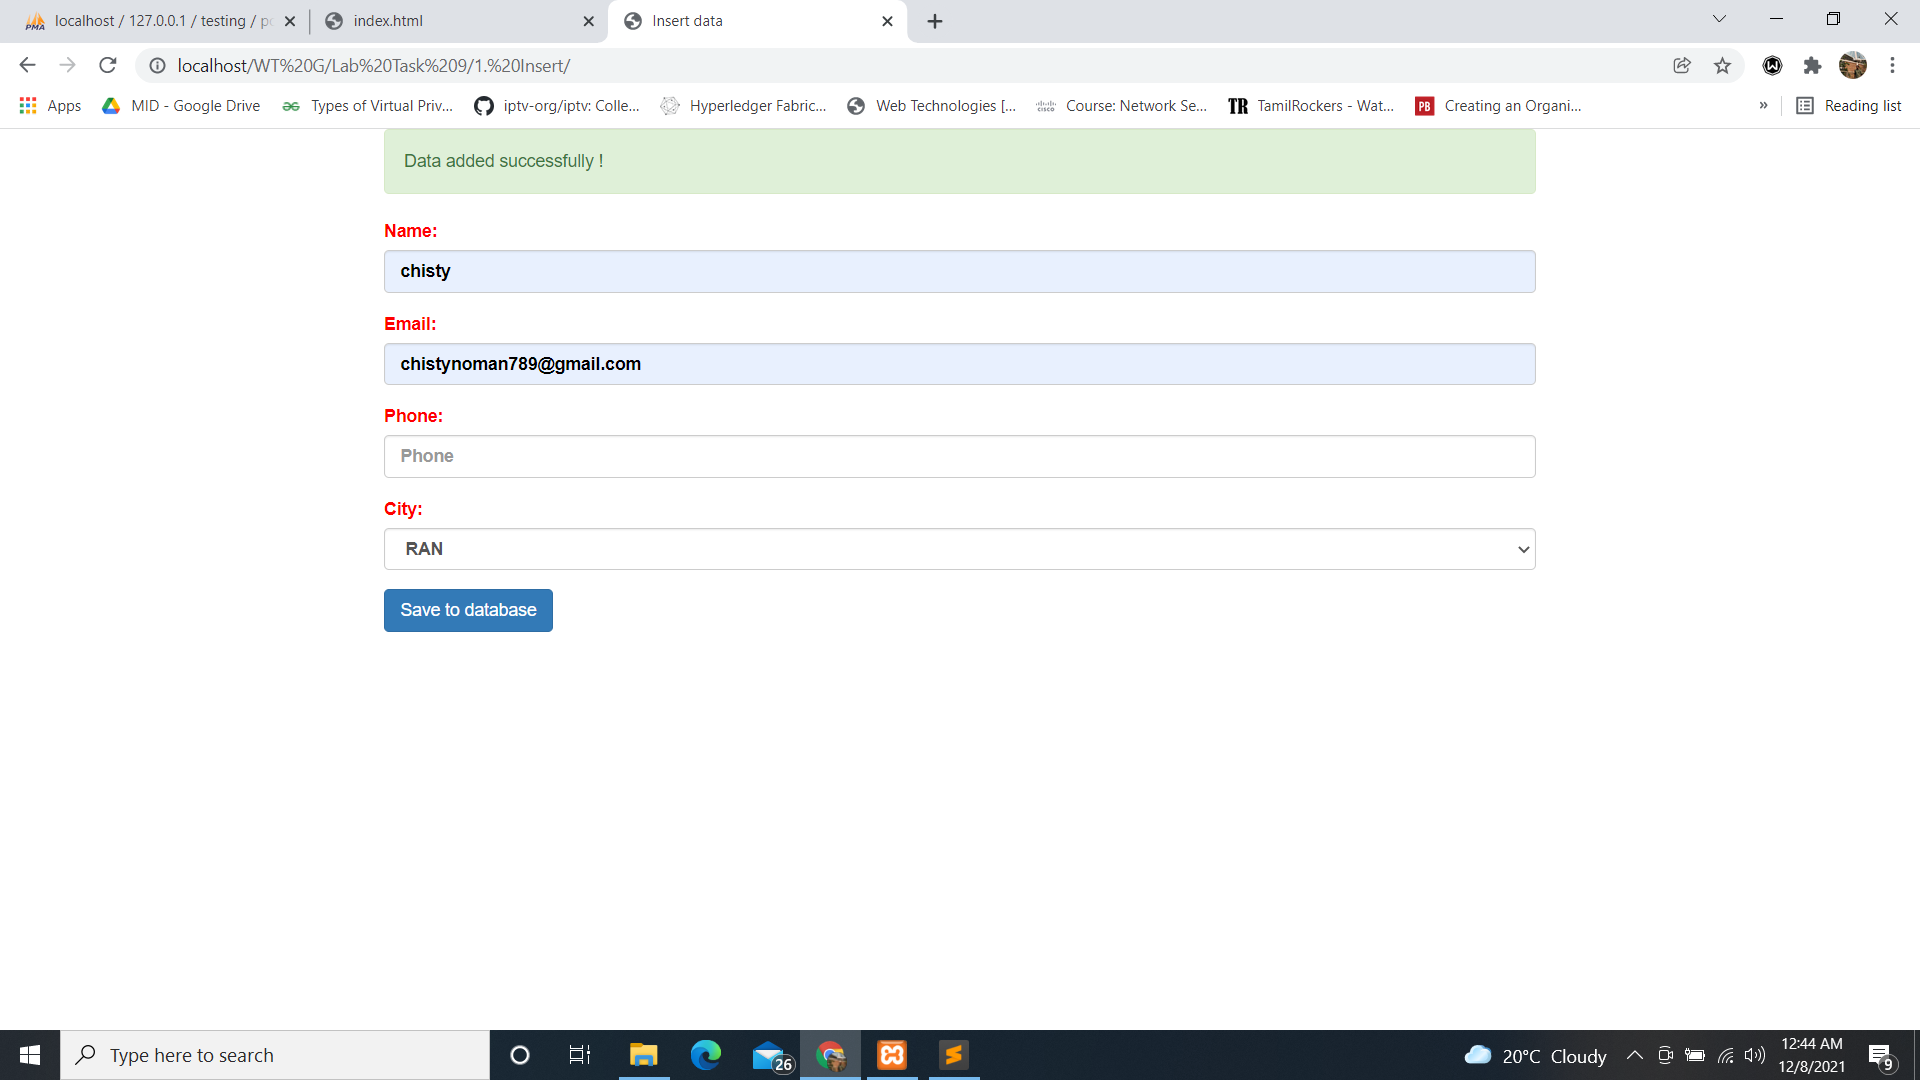 localhost / 127.0.0.1 / testing / po
index.html
Insert data
localhost/WT%20G/Lab%20Task%209/1.%20Insert/
Apps
MID - Google Drive
Types of Virtual Priv...
iptv-org/iptv: Colle...
Hyperledger Fabric...
Web Technologies [...
Course: Network Se...
TR TamilRockers - Wat...
PB Creating an Organi...
»
Reading list
Data added successfully !
Name:
chisty
Email:
chistynoman789@gmail.com
Phone:
Phone
City:
RAN
Save to database
Type here to search
26
20°C Cloudy
12:44 AM
12/8/2021
9